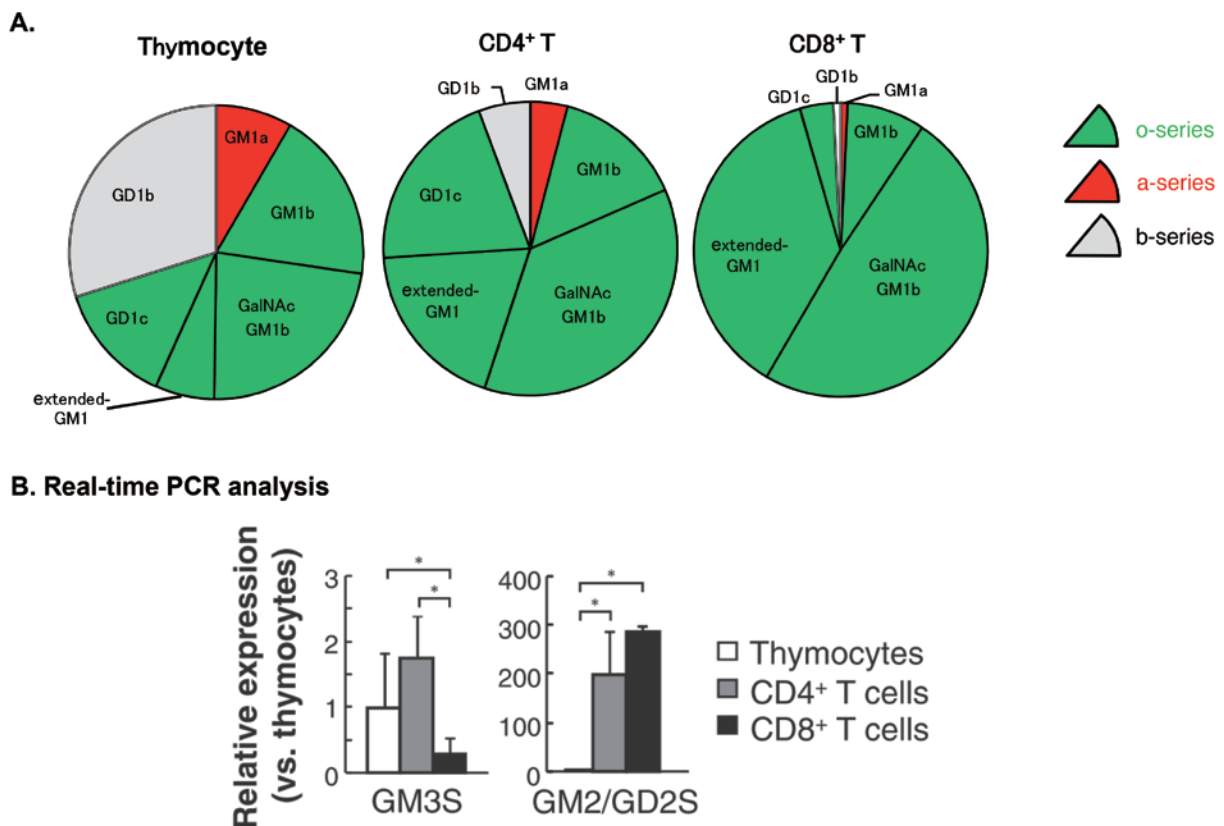 A.
Thymocyte
CD4+ T
CD8+ T
GD1b
GM1a
GM1b
GalNAc
GM1b
extended-
GM1
GD1c
GD1b
GM1a
GM1b
GalNAc
GM1b
extended-
GM1
GD1c
GD1b
GD1c
GM1a
GM1b
GalNAc
GM1b
extended-
GM1
o-series
a-series
b-series
B. Real-time PCR analysis
Relative expression
(vs. thymocytes)
3
2
1
0
* *
GM3S
400
300
200
100
0
* *
GM2/GD2S
Thymocytes
CD4+ T cells
CD8+ T cells